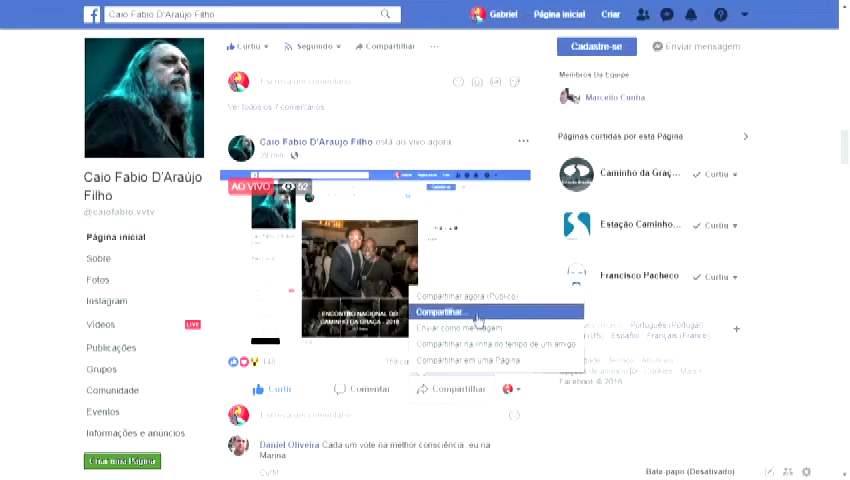 Caio Fabio D'Araújo Filho
Gabriel
Página inicial
Criar
Curtiu
Seguindo
Compartilhar
Cadastre-se
Enviar mensagem
Escreva um comentário
Ver todos os 7 comentários
Membros Da Equipe
Marcello Cunha
Páginas curtidas por esta Página
Caio Fabio D'Araújo Filho está ao vivo agora
AO VIVO
52
Caminho da Graç...
Curtiu
Estação Caminho...
Curtiu
Francisco Pacheco
Curtiu
Caio Fabio D'Araújo
Filho
@caiofabio.vvtv
Página inicial
Sobre
Fotos
Instagram
Vídeos
LIVE
Publicações
Grupos
Comunidade
Eventos
Informações e anúncios
Criar uma Página
ENCONTRO NACIONAL DO
CAMINHO DA GRAÇA - 2018
Compartilhar agora (Público)
Compartilhar...
Enviar como mensagem
Compartilhar na linha do tempo de um amigo
Compartilhar em uma Página
Português (Portugal)
Español
Français (France)
Facebook © 2018
Curtir
Comentar
Compartilhar
Escreva um comentário
Daniel Oliveira Cada um vote na melhor consciência, eu na
Marina
Curtir
Bate-papo (Desativado)